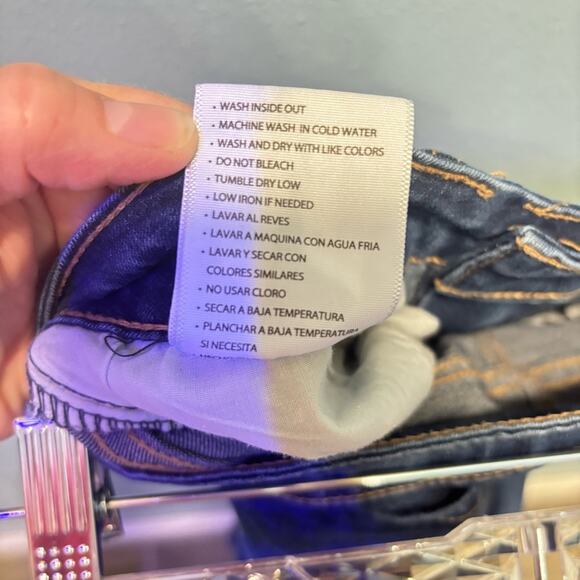 • WASH INSIDE OUT
• MACHINE WASH IN COLD WATER
• WASH AND DRY WITH LIKE COLORS
• DO NOT BLEACH
• TUMBLE DRY LOW
• LOW IRON IF NEEDED
• LAVAR AL REVES
• LAVAR A MAQUINA CON AGUA FRIA
• LAVAR Y SECAR CON
COLORES SIMILARES
• NO USAR CLORO
• SECAR A BAJA TEMPERATURA
• PLANCHAR A BAJA TEMPERATURA
SI NECESITA